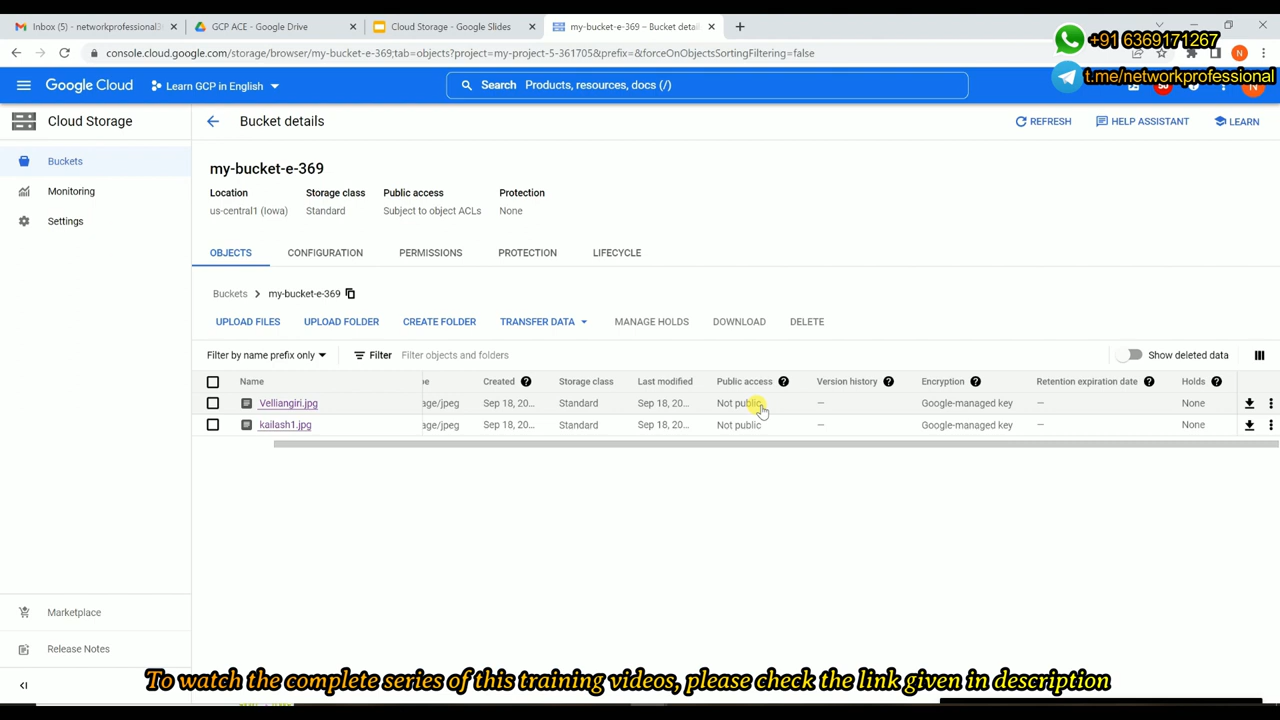 Inbox (5) - networkprofessional3
GCP ACE - Google Drive
Cloud Storage - Google Slides
my-bucket-e-369 – Bucket detai
console.cloud.google.com/storage/browser/my-bucket-e-369;tab=objects?project=my-project-5-361705&prefix=&forceOnObjectsSortingFiltering=false
+91 6369171267
t.me/networkprofessional
Google Cloud
Learn GCP in English
Search Products, resources, docs (/)
Cloud Storage
Bucket details
REFRESH
HELP ASSISTANT
LEARN
Buckets
Monitoring
Settings
my-bucket-e-369
Location Storage class Public access Protection
us-central1 (Iowa) Standard Subject to object ACLs None
OBJECTS CONFIGURATION PERMISSIONS PROTECTION LIFECYCLE
Buckets > my-bucket-e-369
UPLOAD FILES UPLOAD FOLDER CREATE FOLDER TRANSFER DATA MANAGE HOLDS DOWNLOAD DELETE
Filter by name prefix only Filter Filter objects and folders Show deleted data
Name Created Storage class Last modified Public access Version history Encryption Retention expiration date Holds
Velliangiri.jpg age/jpeg Sep 18, 20... Standard Sep 18, 20... Not public — Google-managed key — None
kailash1.jpg age/jpeg Sep 18, 20... Standard Sep 18, 20... Not public — Google-managed key — None
Marketplace
Release Notes
To watch the complete series of this training videos, please check the link given in description